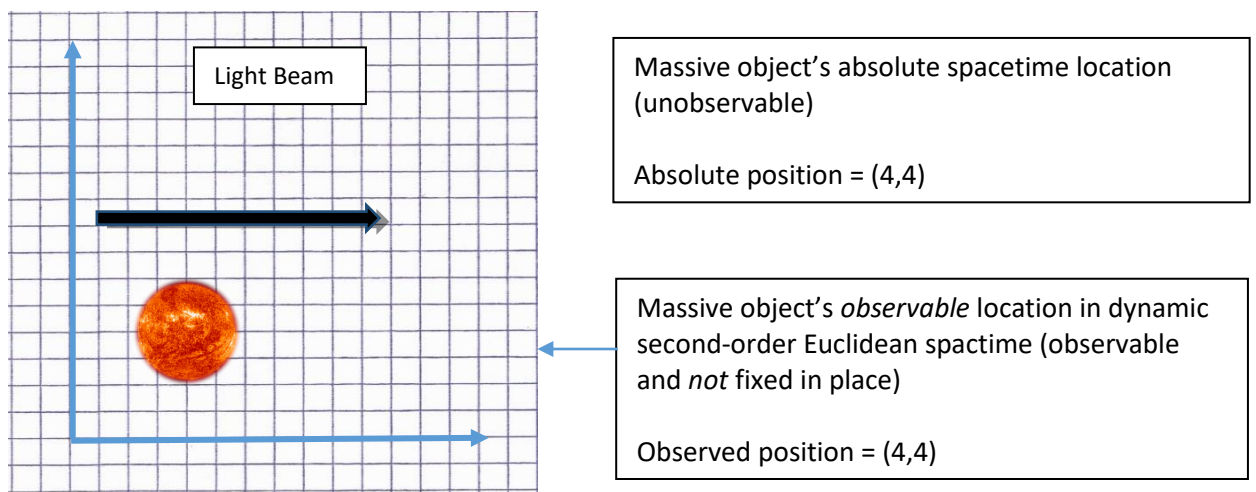 Light Beam
Massive object’s absolute spacetime location
(unobservable)
Absolute position = (4,4)
Massive object’s observable location in dynamic
second-order Euclidean spactime (observable
and not fixed in place)
Observed position = (4,4)